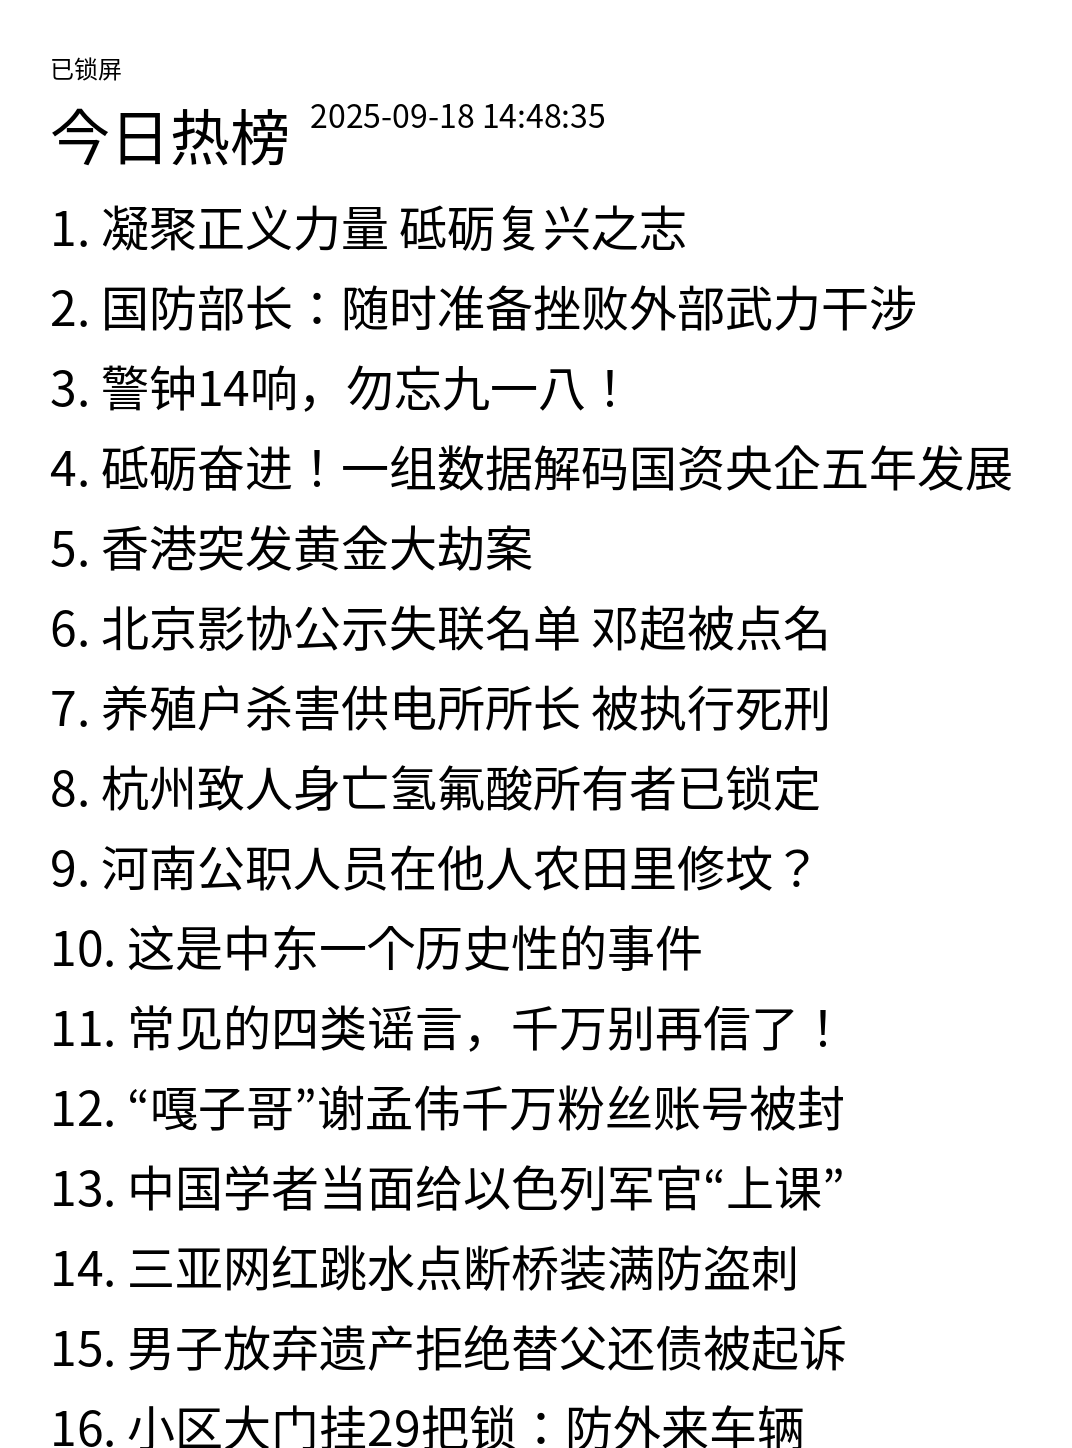 已锁屏
今日热榜 2025-09-18 14:48:35
1. 凝聚正义力量 砥砺复兴之志
2. 国防部长：随时准备挫败外部武力干涉
3. 警钟14响，勿忘九一八！
4. 砥砺奋进！一组数据解码国资央企五年发展
5. 香港突发黄金大劫案
6. 北京影协公示失联名单 邓超被点名
7. 养殖户杀害供电所所长 被执行死刑
8. 杭州致人身亡氢氟酸所有者已锁定
9. 河南公职人员在他人农田里修坟？
10. 这是中东一个历史性的事件
11. 常见的四类谣言，千万别再信了！
12. “嘎子哥”谢孟伟千万粉丝账号被封
13. 中国学者当面给以色列军官“上课”
14. 三亚网红跳水点断桥装满防盗刺
15. 男子放弃遗产拒绝替父还债被起诉
16. 小区大门挂29把锁：防外来车辆